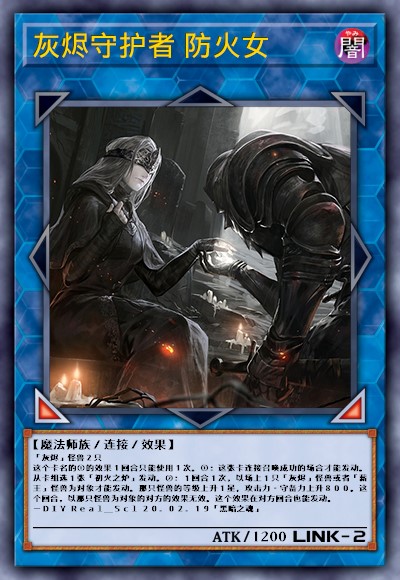 灰烬守护者 防火女
やみ
闇
【魔法师族/连接/效果】
「灰烬」怪兽2只
这个卡名的①的效果1回合只能使用1次。①:这张卡连接召唤成功的场合才能发动。
从卡组选1张「初火之炉」发动。②:1回合1次,以场上1只「灰烬」怪兽或者「薪
王」怪兽为对象才能发动。那只怪兽的等级上升1星,攻击力·守备力上升800。这
个回合,以那只怪兽为对象的对方的效果无效。这个效果在对方回合也能发动。
—DIY Real_Scl 20.02.19「黑暗之魂」
ATK/1200 LINK-2